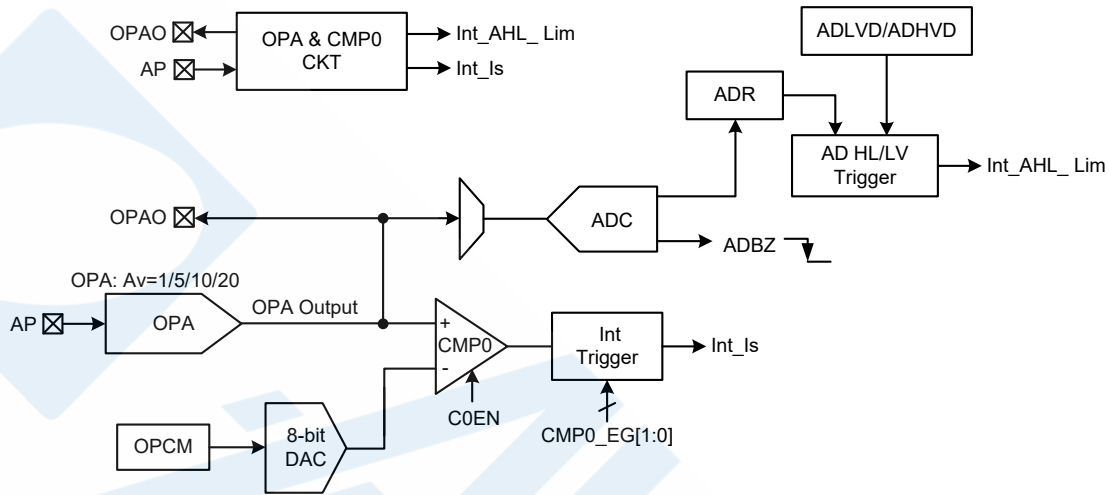 OPAO
AP
OPA & CMP0
CKT
Int_AHL_ Lim
Int_Is
ADLVD/ADHVD
ADR
AD HL/LV
Trigger
Int_AHL_ Lim
OPAO
ADC
ADBZ
OPA: Av=1/5/10/20
AP
OPA
OPA Output
+
CMP0
-
C0EN
Int
Trigger
Int_Is
CMP0_EG[1:0]
OPCM
8-bit
DAC